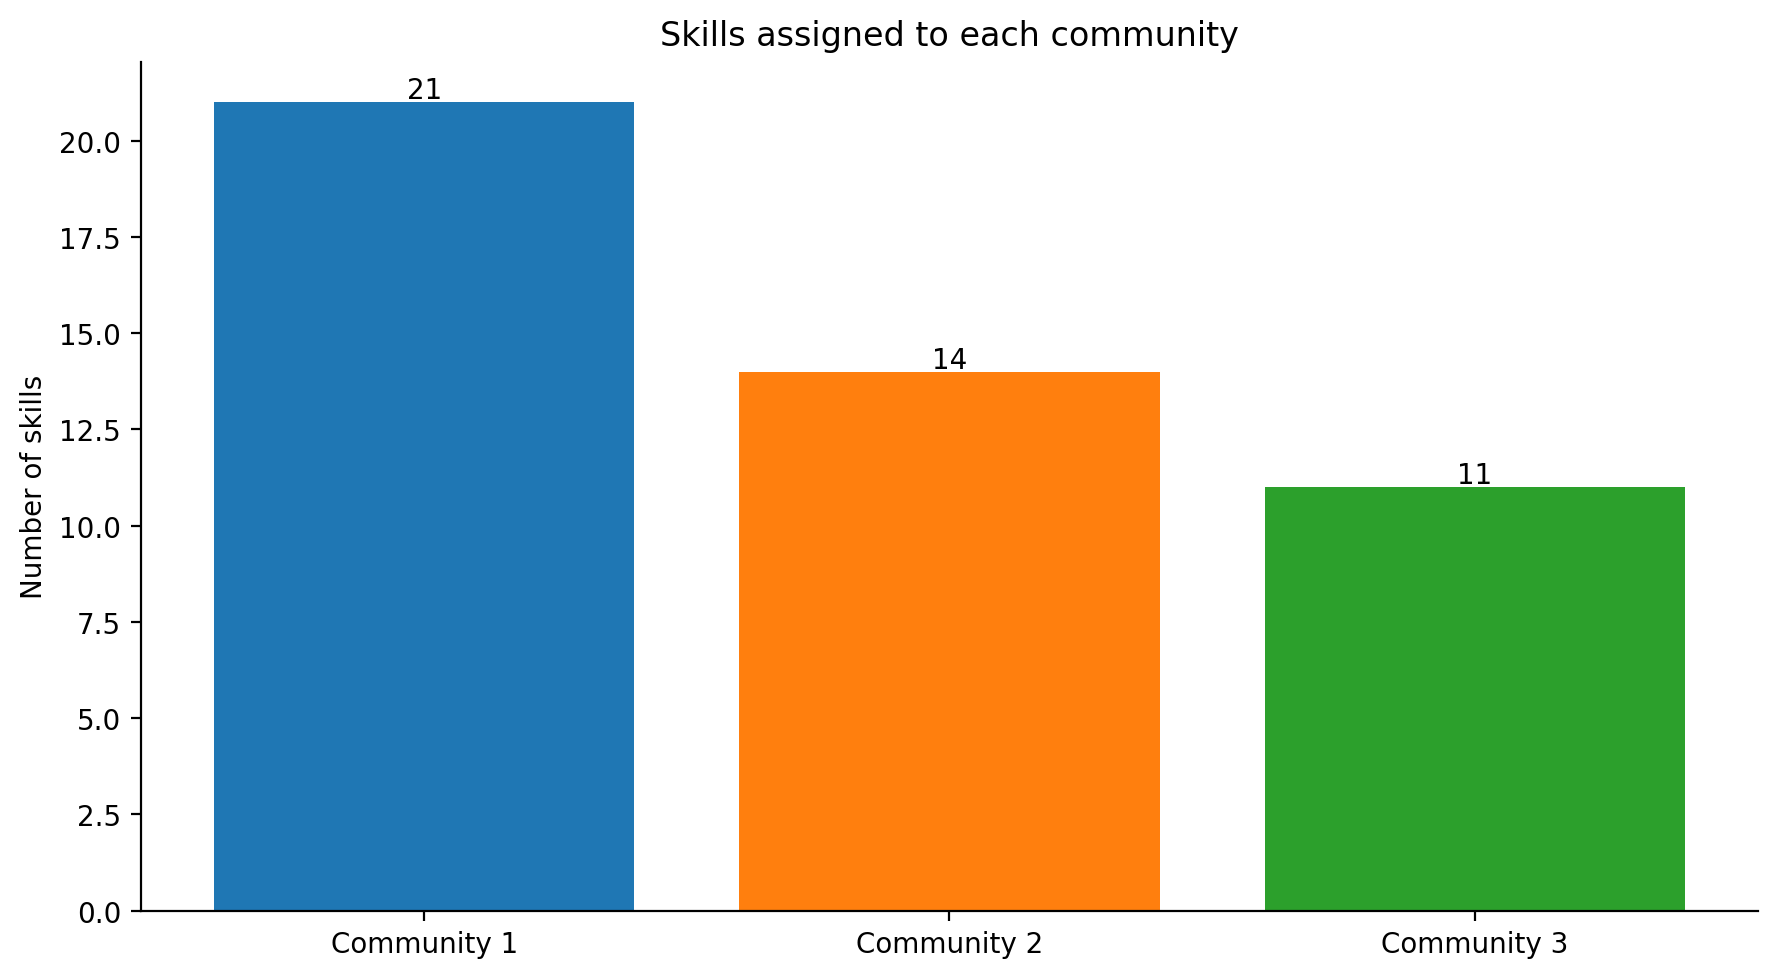 Skills assigned to each community
21
14
11
20.0
17.5
15.0
12.5
10.0
7.5
5.0
2.5
0.0
Number of skills
Community 1
Community 2
Community 3